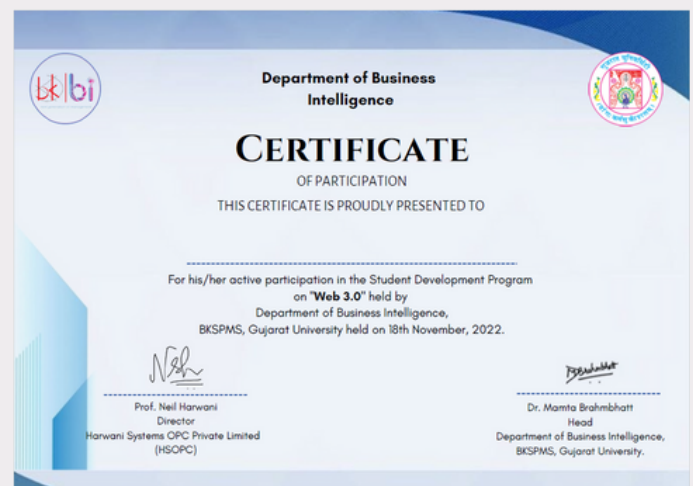 bk bi
Department of Business
Intelligence
CERTIFICATE
OF PARTICIPATION
THIS CERTIFICATE IS PROUDLY PRESENTED TO
For his/her active participation in the Student Development Program
on "Web 3.0" held by
Department of Business Intelligence,
BKSPMS, Gujarat University held on 18th November, 2022.
Prof. Neil Harwani
Director
Harwani Systems OPC Private Limited
(HSOPC)
Dr. Mamta Brahmbhatt
Head
Department of Business Intelligence,
BKSPMS, Gujarat University.